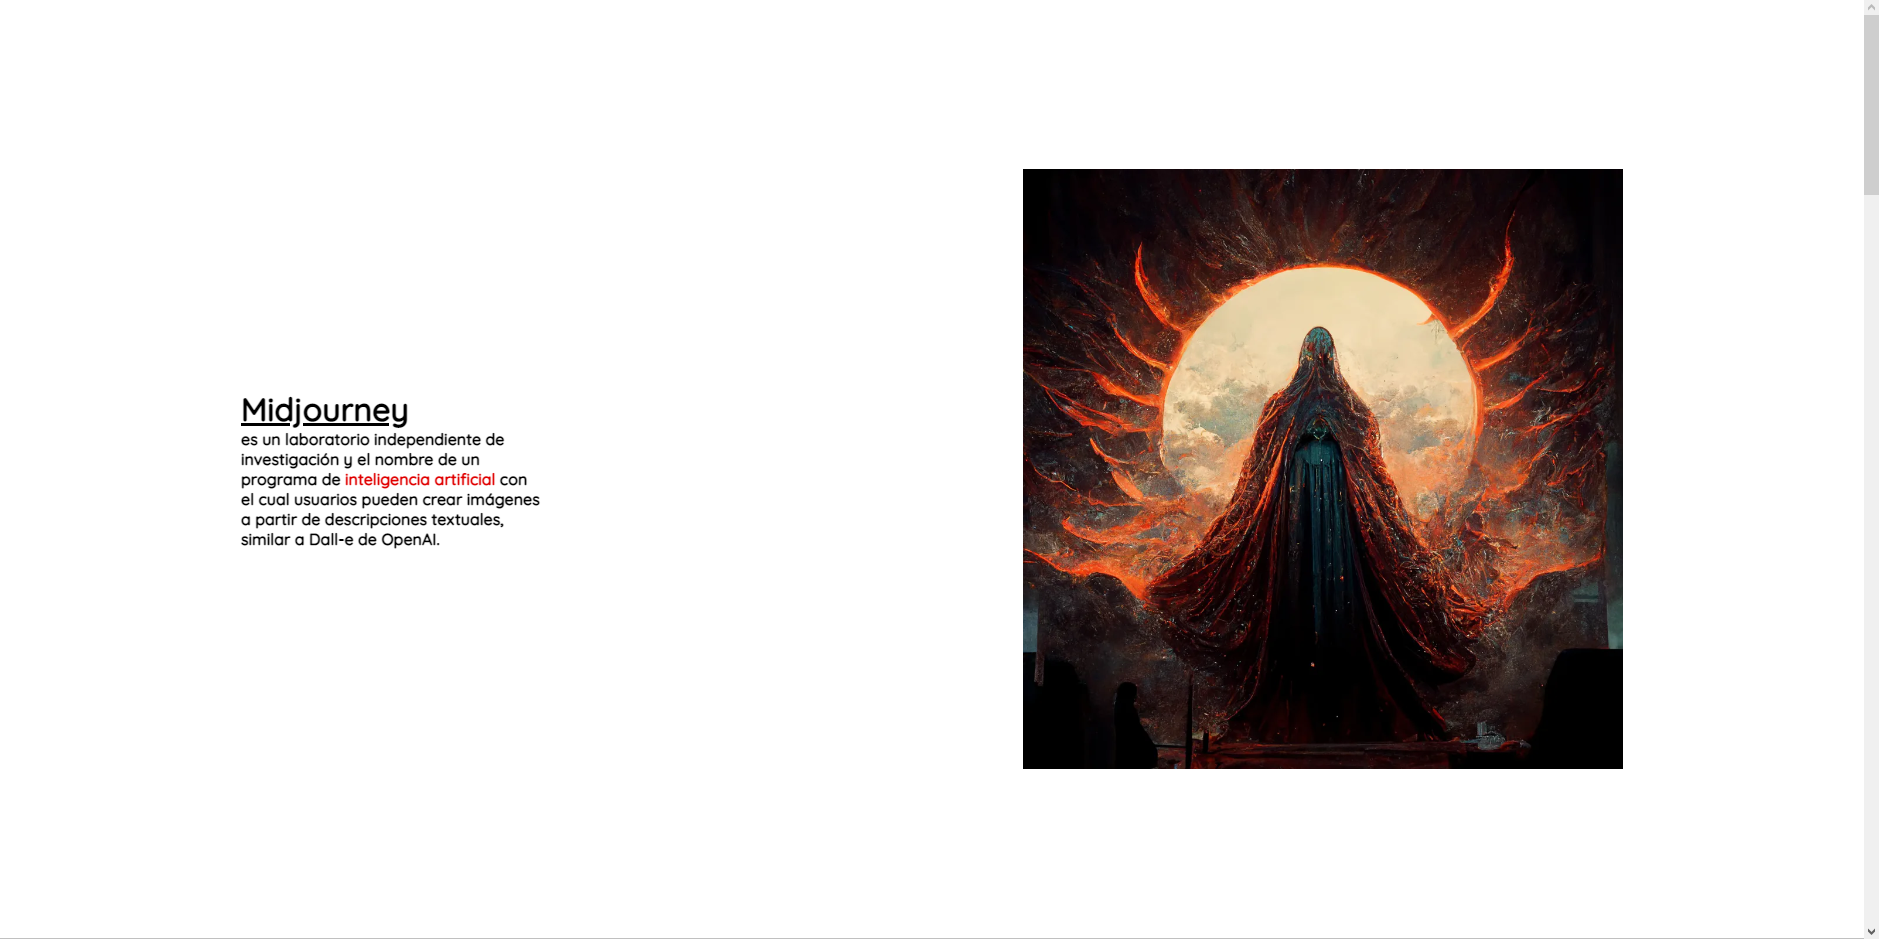 Midjourney
es un laboratorio independiente de
investigación y el nombre de un
programa de inteligencia artificial con
el cual usuarios pueden crear imágenes
a partir de descripciones textuales,
similar a Dall-e de OpenAI.